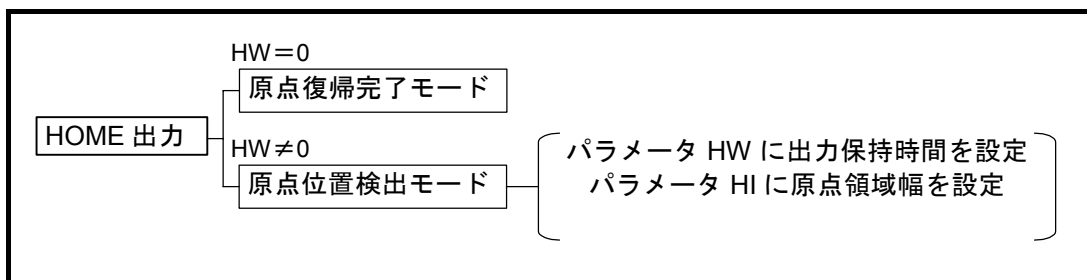 HW=0
原点復帰完了モード
HOME 出力
HW≠0
原点位置検出モード
パラメータ HW に出力保持時間を設定
パラメータ HI に原点領域幅を設定